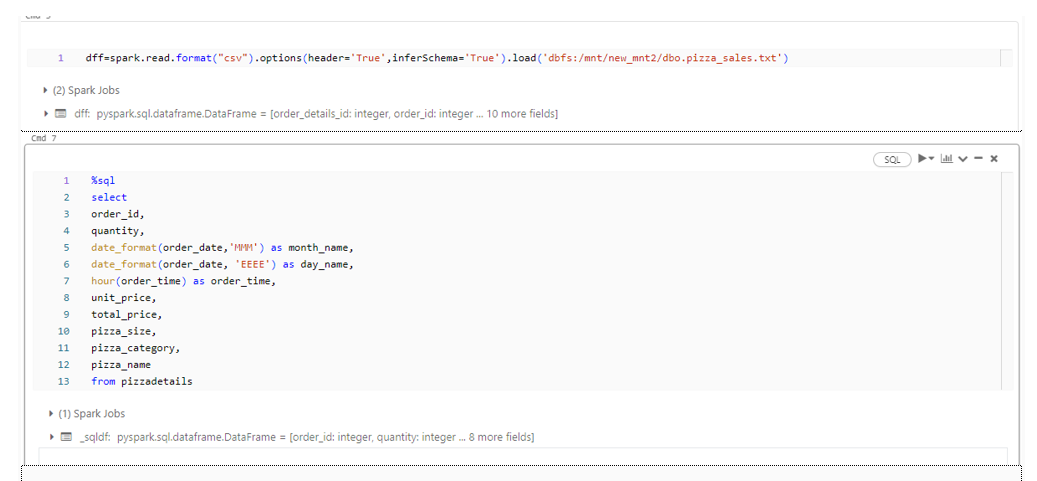 1 dff=spark.read.format("csv").options(header='True',inferSchema='True').load('dbfs:/mnt/new_mnt2/dbo.pizza_sales.txt')
(2) Spark Jobs
dff: pyspark.sql.dataframe.DataFrame = [order_details_id: integer, order_id: integer ... 10 more fields]
Cmd 7
SQL
1 %sql
2 select
3 order_id,
4 quantity,
5 date_format(order_date,'MMM') as month_name,
6 date_format(order_date, 'EEEE') as day_name,
7 hour(order_time) as order_time,
8 unit_price,
9 total_price,
10 pizza_size,
11 pizza_category,
12 pizza_name
13 from pizzadetails
(1) Spark Jobs
_sqldf: pyspark.sql.dataframe.DataFrame = [order_id: integer, quantity: integer ... 8 more fields]